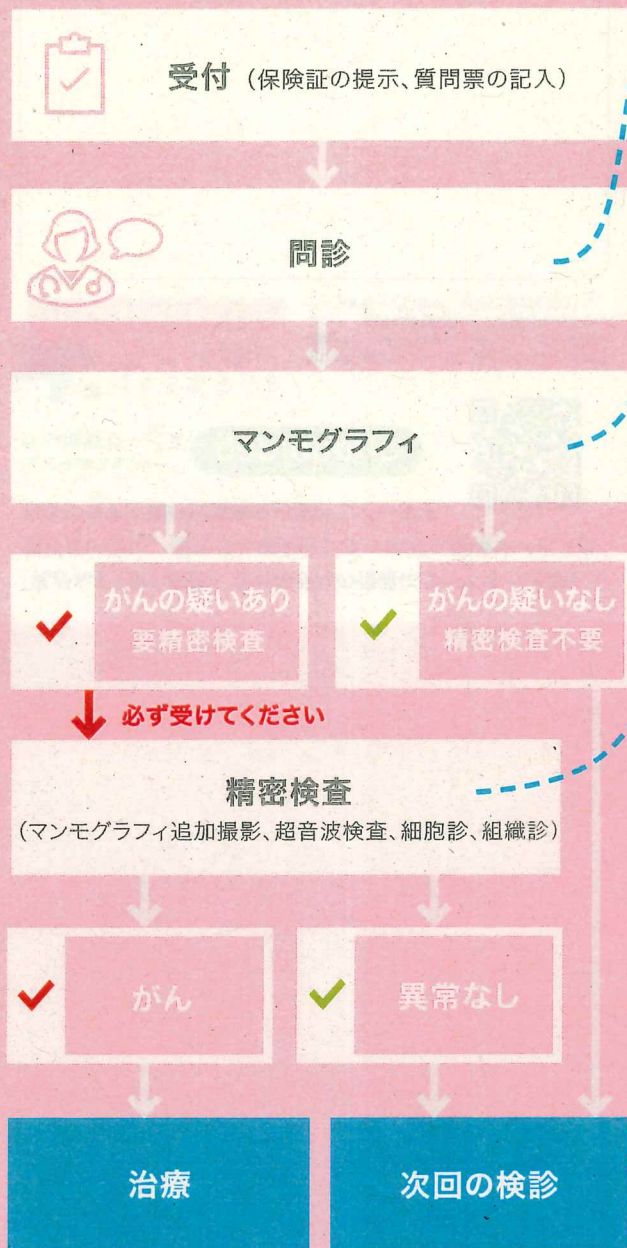 受付（保険証の提示、質問票の記入）
問診
マンモグラフィ
がんの疑いあり
要精密検査
がんの疑いなし
精密検査不要
必ず受けてください
精密検査
（マンモグラフィ追加撮影、超音波検査、細胞診、組織診）
がん
異常なし
治療
次回の検診